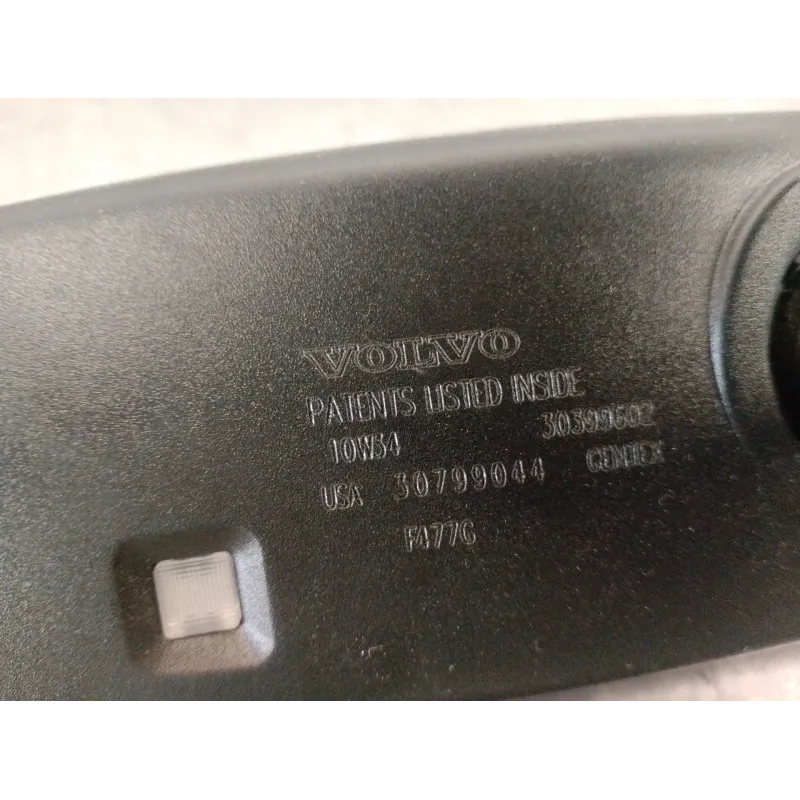 VOLVO
PATENTS LISTED INSIDE
10W34 30399602
USA 30799044 GENTEX
F477G